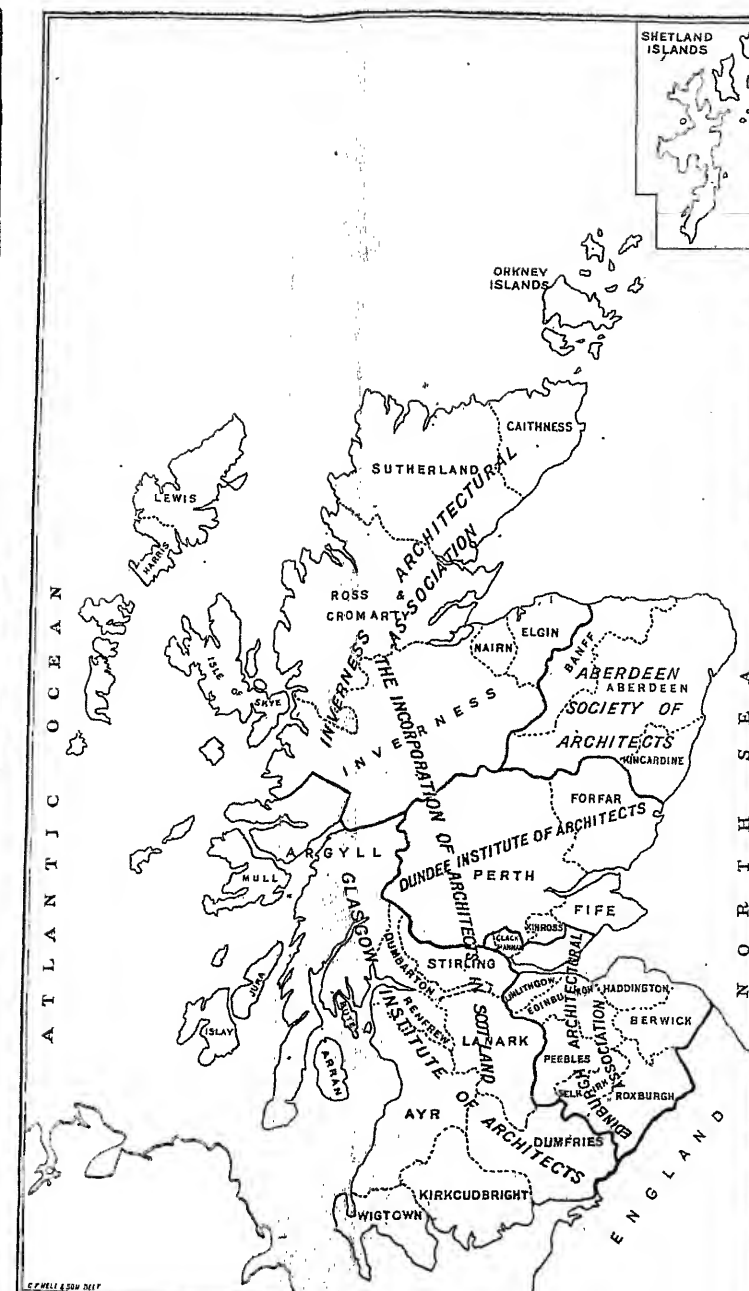 SHETLAND
ISLANDS
ORKNEY
ISLANDS
CAITHNESS
SUTHERLAND
LEWIS
HARRIS
ROSS
&
CROMARTY
INVERNESS ARCHITECTURAL
ASSOCIATION
ISLE OF
SKYE
NAIRN
ELGIN
BANFF
ABERDEEN
ABERDEEN
SOCIETY OF
ARCHITECTS
KINCARDINE
INVERNESS
THE INCORPORATION OF ARCHITECTS IN SCOTLAND
ATLANTIC OCEAN
NORTH SEA
FORFAR
DUNDEE INSTITUTE OF ARCHITECTS
PERTH
ARGYLL
MULL
FIFE
KINROSS
CLACK
MANNAN
STIRLING
DUMBARTON
GLASGOW INSTITUTE OF ARCHITECTS
JURA
ISLAY
BUTE
ARRAN
RENFREW
LANARK
LINLITHGOW
EDINBURGH
HADDINGTON
BERWICK
EDINBURGH ARCHITECTURAL
ASSOCIATION
PEEBLES
SELKIRK
ROXBURGH
AYR
DUMFRIES
KIRKCUDBRIGHT
WIGTOWN
ENGLAND